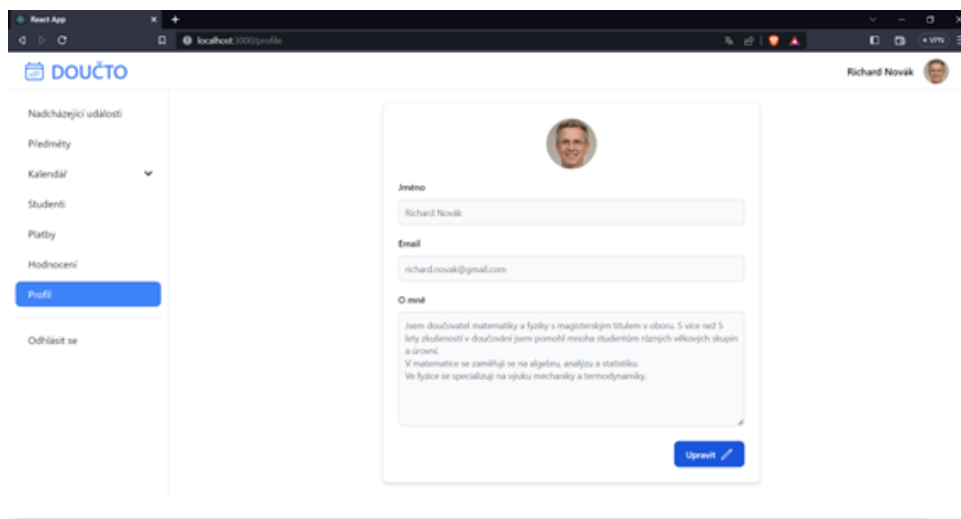 React App
localhost:3000/profile
VPN
DOUČTO
Richard Novák
Nadcházející události
Předměty
Kalendář
Studenti
Platby
Hodnocení
Profil
Odhlásit se
Jméno
Richard Novák
Email
richard.novak@gmail.com
O mně
Jsem doučovatel matematiky a fyziky s magisterským titulem v oboru. S více než 5
lety zkušeností v doučování jsem pomohl mnoha studentům různých věkových skupin
a úrovní.
V matematice se zaměřuji se na algebru, analýzu a statistiku.
Ve fyzice se specializuji na výuku mechaniky a termodynamiky.
Upravit